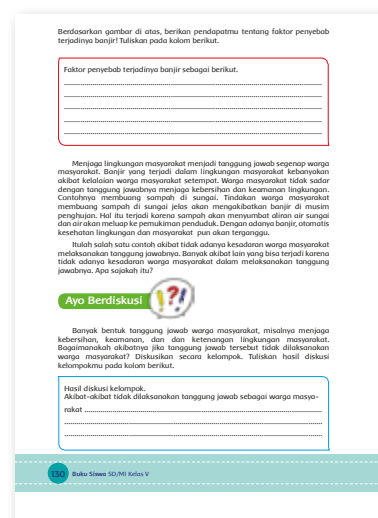 Berdasarkan gambar di atas, berikan pendapatmu tentang faktor penyebab
terjadinya banjir! Tuliskan pada kolom berikut.
Faktor penyebab terjadinya banjir sebagai berikut.
Menjaga lingkungan masyarakat menjadi tanggung jawab segenap warga
masyarakat. Banjir yang terjadi dalam lingkungan masyarakat kebanyakan
akibat kelalaian warga masyarakat setempat. Warga masyarakat tidak sadar
dengan tanggung jawabnya menjaga kebersihan dan keamanan lingkungan.
Contohnya membuang sampah di sungai. Tindakan warga masyarakat
membuang sampah di sungai jelas akan mengakibatkan banjir di musim
penghujan. Hal itu terjadi karena sampah akan menyumbat aliran air sungai
dan air akan meluap ke pemukiman penduduk. Dengan adanya banjir, otomatis
kesehatan lingkungan dan masyarakat pun akan terganggu.
Itulah salah satu contoh akibat tidak adanya kesadaran warga masyarakat
melaksanakan tanggung jawabnya. Banyak akibat lain yang bisa terjadi karena
tidak adanya kesadaran warga masyarakat dalam melaksanakan tanggung
jawabnya. Apa sajakah itu?
Ayo Berdiskusi
!?!
Banyak bentuk tanggung jawab warga masyarakat, misalnya menjaga
kebersihan, keamanan, dan dan ketenangan lingkungan masyarakat.
Bagaimanakah akibatnya jika tanggung jawab tersebut tidak dilaksanakan
warga masyarakat? Diskusikan secara kelompok. Tuliskan hasil diskusi
kelompokmu pada kolom berikut.
Hasil diskusi kelompok.
Akibat-akibat tidak dilaksanakan tanggung jawab sebagai warga masya-
rakat
130 Buku Siswa SD/MI Kelas V